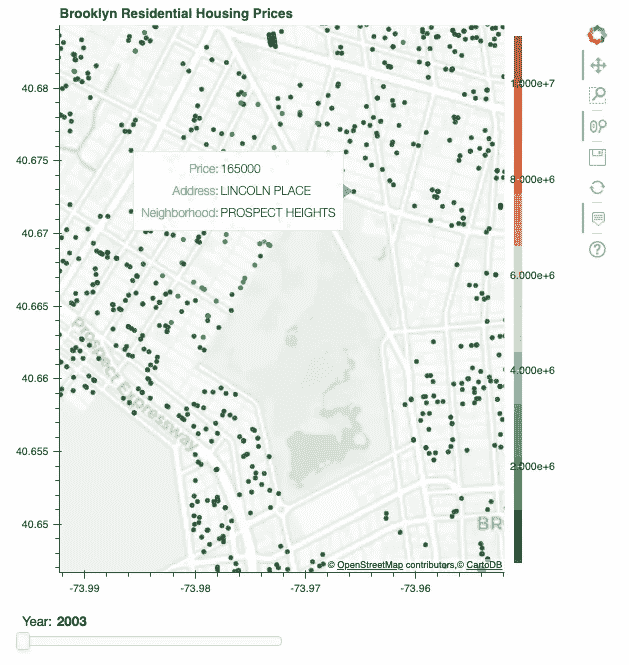 Brooklyn Residential Housing Prices
40.68
40.675
40.67
40.665
40.66
40.655
40.65
Price: 165000
Address: LINCOLN PLACE
Neighborhood: PROSPECT HEIGHTS
Prospect Expressway
BR
1.000e+7
8.000e+6
6.000e+6
4.000e+6
2.000e+6
© OpenStreetMap contributors,© CartoDB
-73.99
-73.98
-73.97
-73.96
Year: 2003